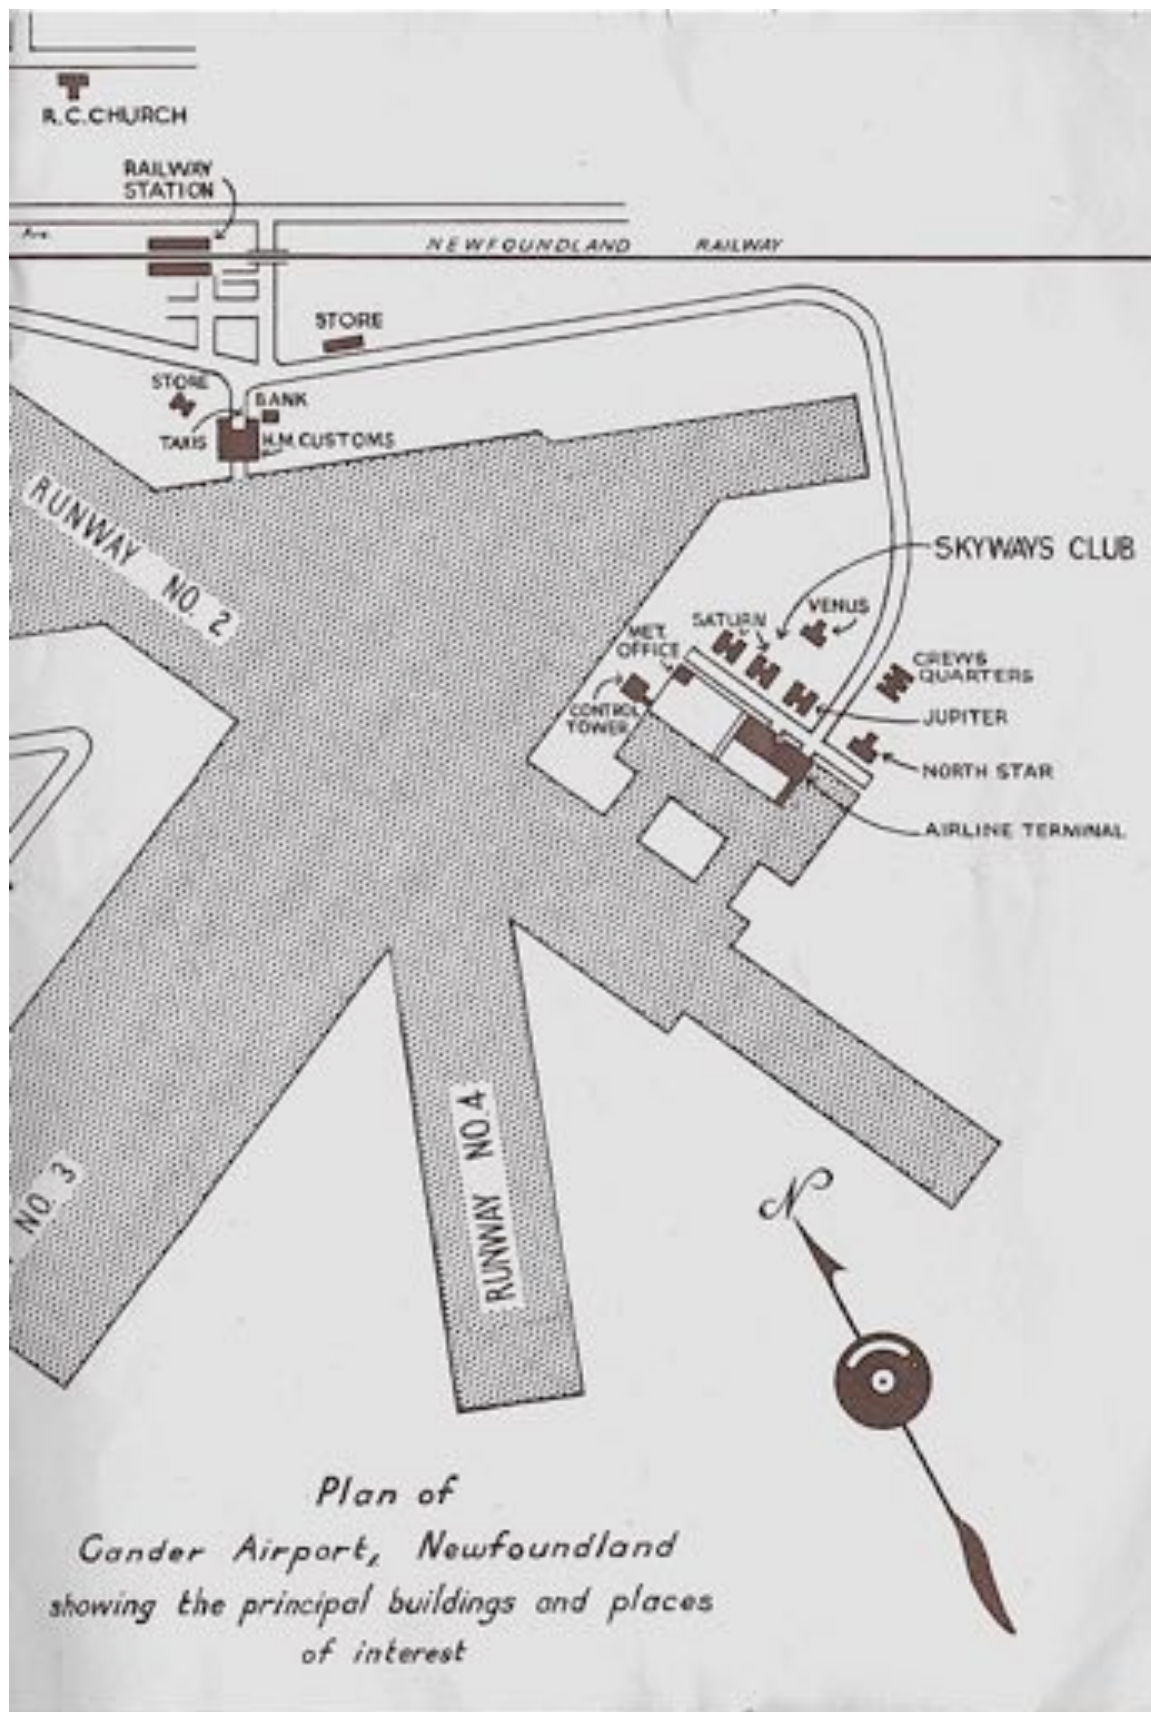 R.C.CHURCH
RAILWAY
STATION
Ave.
NEWFOUNDLAND RAILWAY
STORE
STORE
BANK
TAXIS
H.M.CUSTOMS
RUNWAY NO. 2
SKYWAYS CLUB
VENUS
SATURN
MET.
OFFICE
CREWS
QUARTERS
CONTROL
TOWER
JUPITER
NORTH STAR
AIRLINE TERMINAL
RUNWAY NO.4
NO. 3
N
Plan of
Gander Airport, Newfoundland
showing the principal buildings and places
of interest